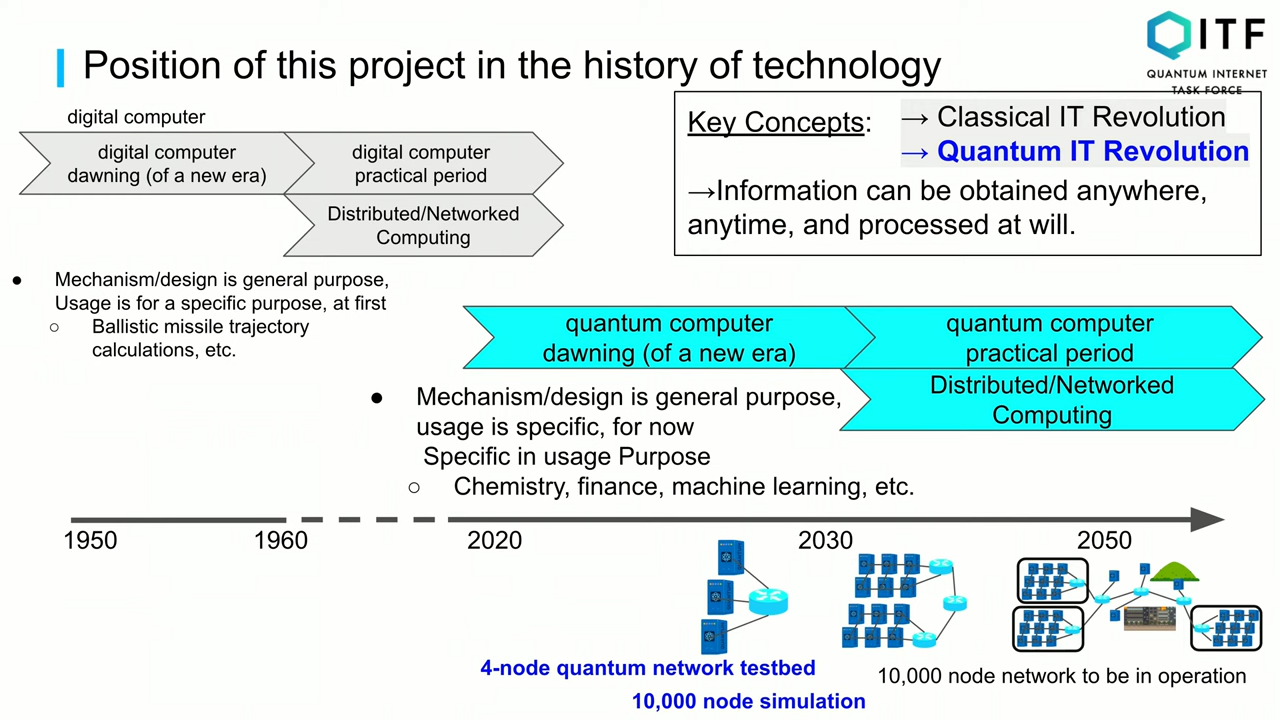 Position of this project in the history of technology
QITF
QUANTUM INTERNET
TASK FORCE
digital computer
digital computer
dawning (of a new era)
digital computer
practical period
Distributed/Networked
Computing
Key Concepts:
→ Classical IT Revolution
→ Quantum IT Revolution
→Information can be obtained anywhere,
anytime, and processed at will.
● Mechanism/design is general purpose,
Usage is for a specific purpose, at first
○ Ballistic missile trajectory
calculations, etc.
quantum computer
dawning (of a new era)
quantum computer
practical period
Distributed/Networked
Computing
● Mechanism/design is general purpose,
usage is specific, for now
Specific in usage Purpose
○ Chemistry, finance, machine learning, etc.
1950 1960 2020 2030 2050
4-node quantum network testbed
10,000 node simulation
10,000 node network to be in operation